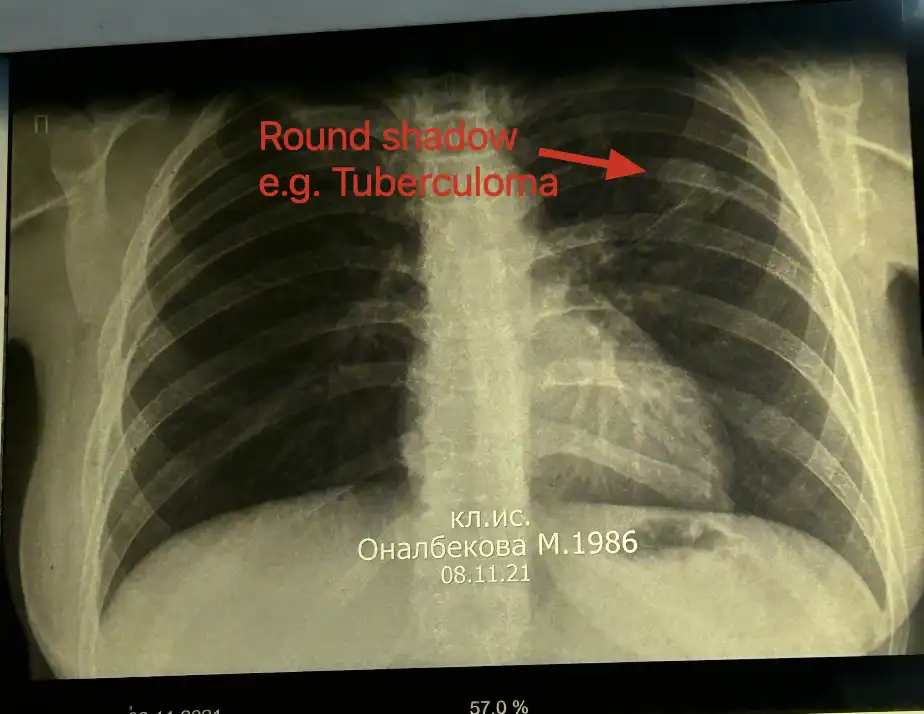 П
Round shadow
e.g. Tuberculoma
кл.ис.
Оналбекова М.1986
08.11.21
57.0 %